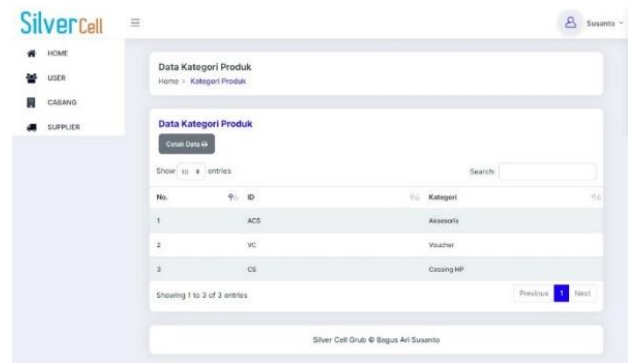 SilverCell
Susanto
HOME
USER
CABANG
SUPPLIER
Data Kategori Produk
Home > Kategori Produk
Data Kategori Produk
Cetak Data
Show 10 entries
Search:
No. ID Kategori
1 ACS Aksesoris
2 VC Voucher
3 CS Cassing HP
Showing 1 to 3 of 3 entries
Previous 1 Next
Silver Cell Grub © Bagus Ari Susanto